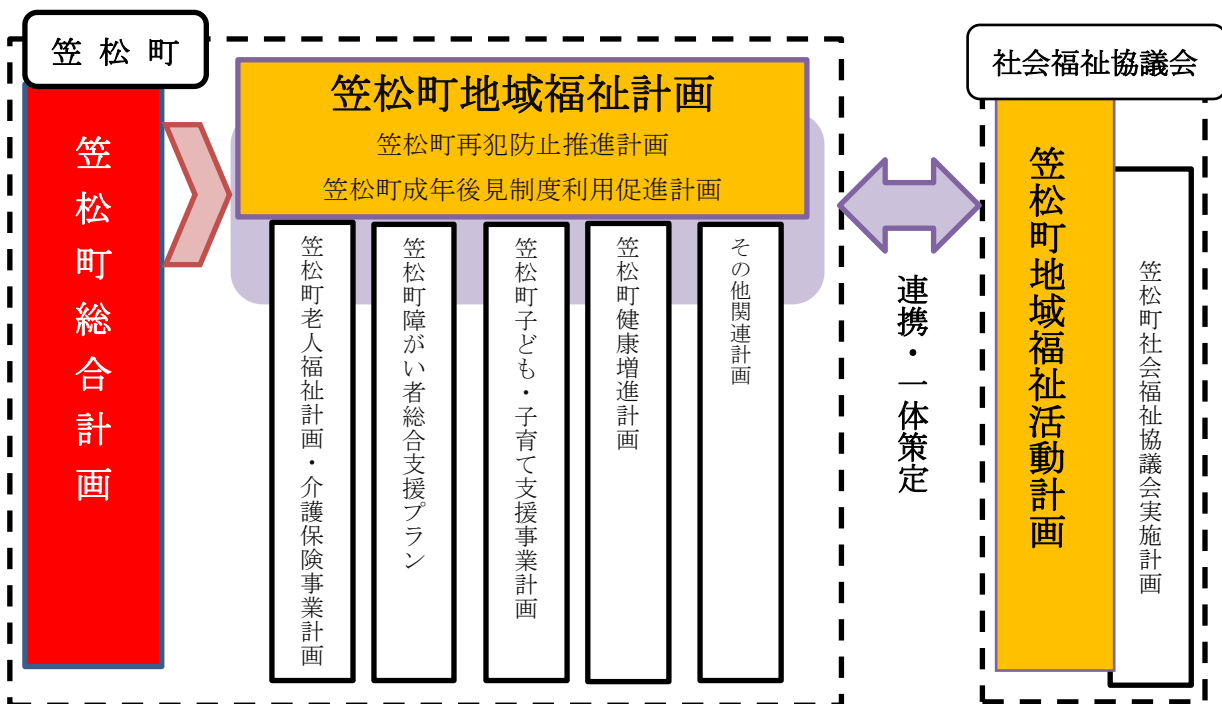 笠松町
笠松町総合計画
笠松町地域福祉計画
笠松町再犯防止推進計画
笠松町成年後見制度利用促進計画
笠松町老人福祉計画・介護保険事業計画
笠松町障がい者総合支援プラン
笠松町子ども・子育て支援事業計画
笠松町健康増進計画
その他関連計画
連携・一体策定
社会福祉協議会
笠松町地域福祉活動計画
笠松町社会福祉協議会実施計画